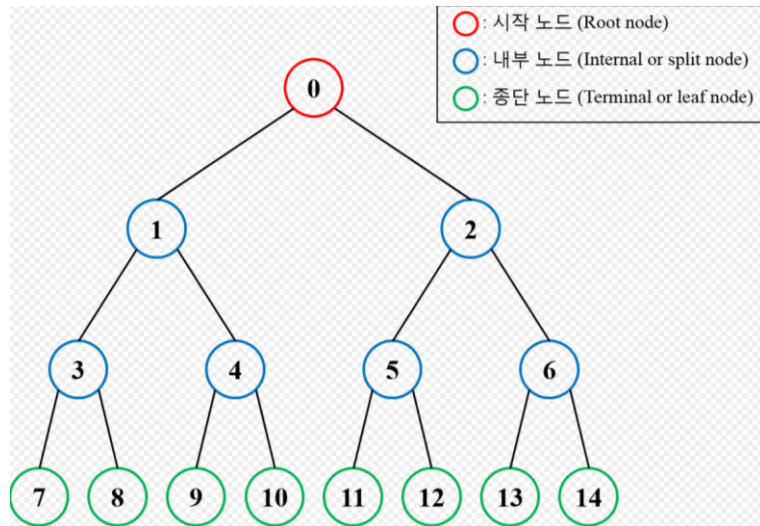 : 시작 노드 (Root node)
: 내부 노드 (Internal or split node)
: 종단 노드 (Terminal or leaf node)
0
1 2
3 4 5 6
7 8 9 10 11 12 13 14